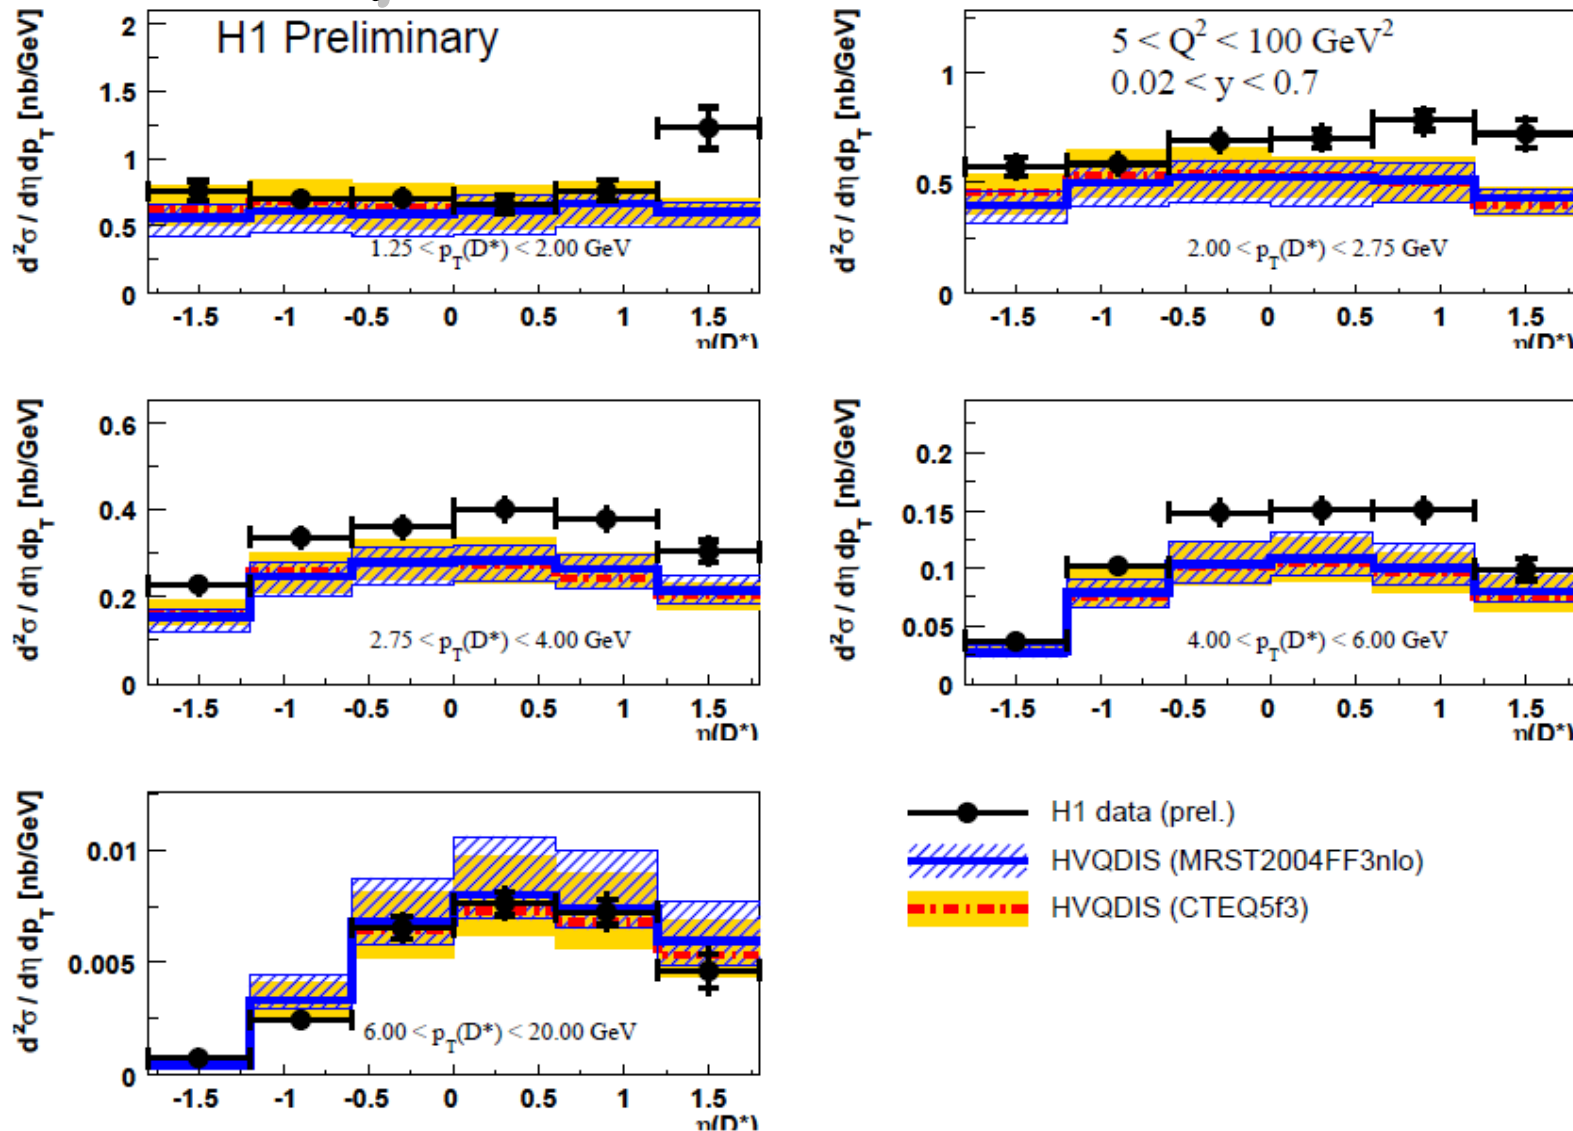 H1 Preliminary
5 < Q² < 100 GeV²
0.02 < y < 0.7
d²σ / dη dp_T [nb/GeV]
2
1.5
1
0.5
0
1.25 < p_T(D*) < 2.00 GeV
-1.5 -1 -0.5 0 0.5 1 1.5
η(D*)
d²σ / dη dp_T [nb/GeV]
1
0.5
0
2.00 < p_T(D*) < 2.75 GeV
-1.5 -1 -0.5 0 0.5 1 1.5
η(D*)
d²σ / dη dp_T [nb/GeV]
0.6
0.4
0.2
0
2.75 < p_T(D*) < 4.00 GeV
-1.5 -1 -0.5 0 0.5 1 1.5
η(D*)
d²σ / dη dp_T [nb/GeV]
0.2
0.15
0.1
0.05
0
4.00 < p_T(D*) < 6.00 GeV
-1.5 -1 -0.5 0 0.5 1 1.5
η(D*)
d²σ / dη dp_T [nb/GeV]
0.01
0.005
0
6.00 < p_T(D*) < 20.00 GeV
-1.5 -1 -0.5 0 0.5 1 1.5
η(D*)
H1 data (prel.)
HVQDIS (MRST2004FF3nlo)
HVQDIS (CTEQ5f3)